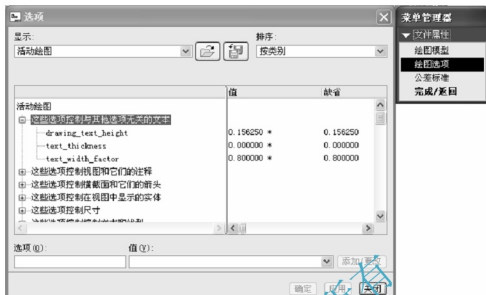 选项
显示:
排序:
活动绘图
按类别
值
缺省
活动绘图
这些选项控制与其他选项无关的文本
drawing_text_height 0.156250 * 0.156250
text_thickness 0.000000 * 0.000000
text_width_factor 0.800000 * 0.800000
这些选项控制视图和它们的注释
这些选项控制横截面和它们的箭头
这些选项控制在视图中显示的实体
这些选项控制尺寸
选项(O):
值(V):
添加/更改
确定
应用
关闭
菜单管理器
文件属性
绘图模型
绘图选项
公差标准
完成/返回